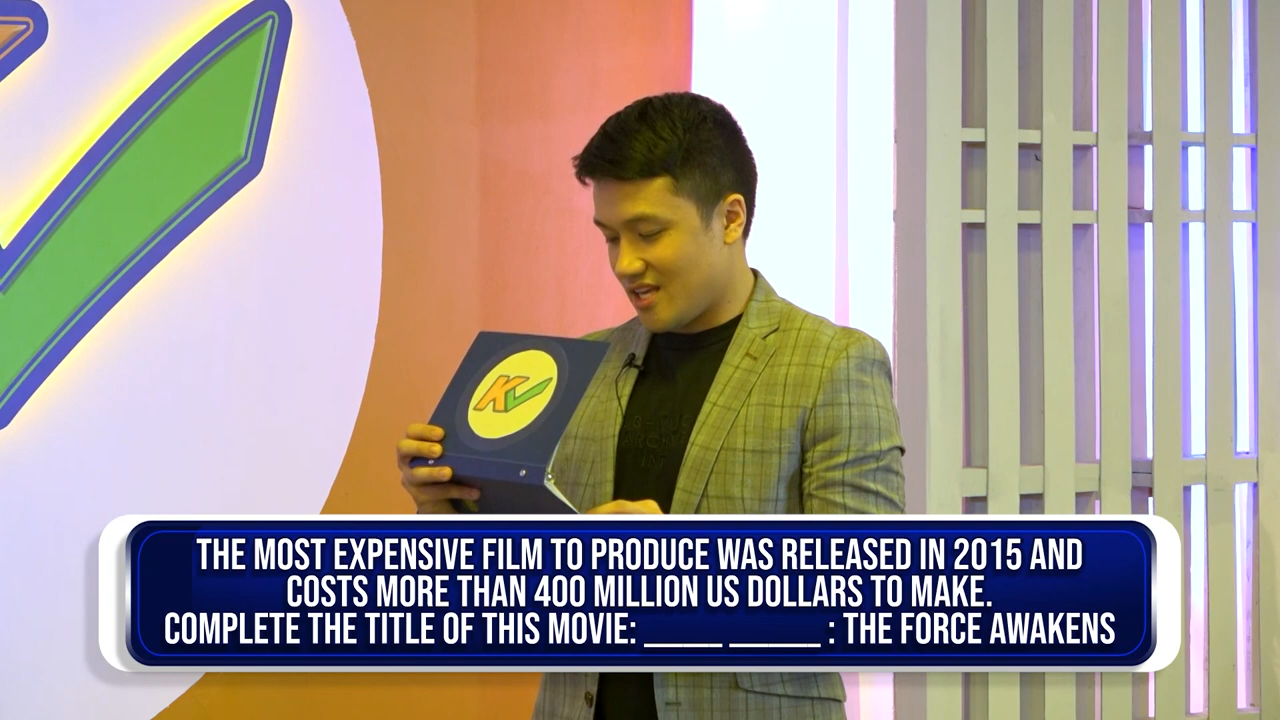 KV
THE MOST EXPENSIVE FILM TO PRODUCE WAS RELEASED IN 2015 AND
COSTS MORE THAN 400 MILLION US DOLLARS TO MAKE.
COMPLETE THE TITLE OF THIS MOVIE: _____ ______ : THE FORCE AWAKENS